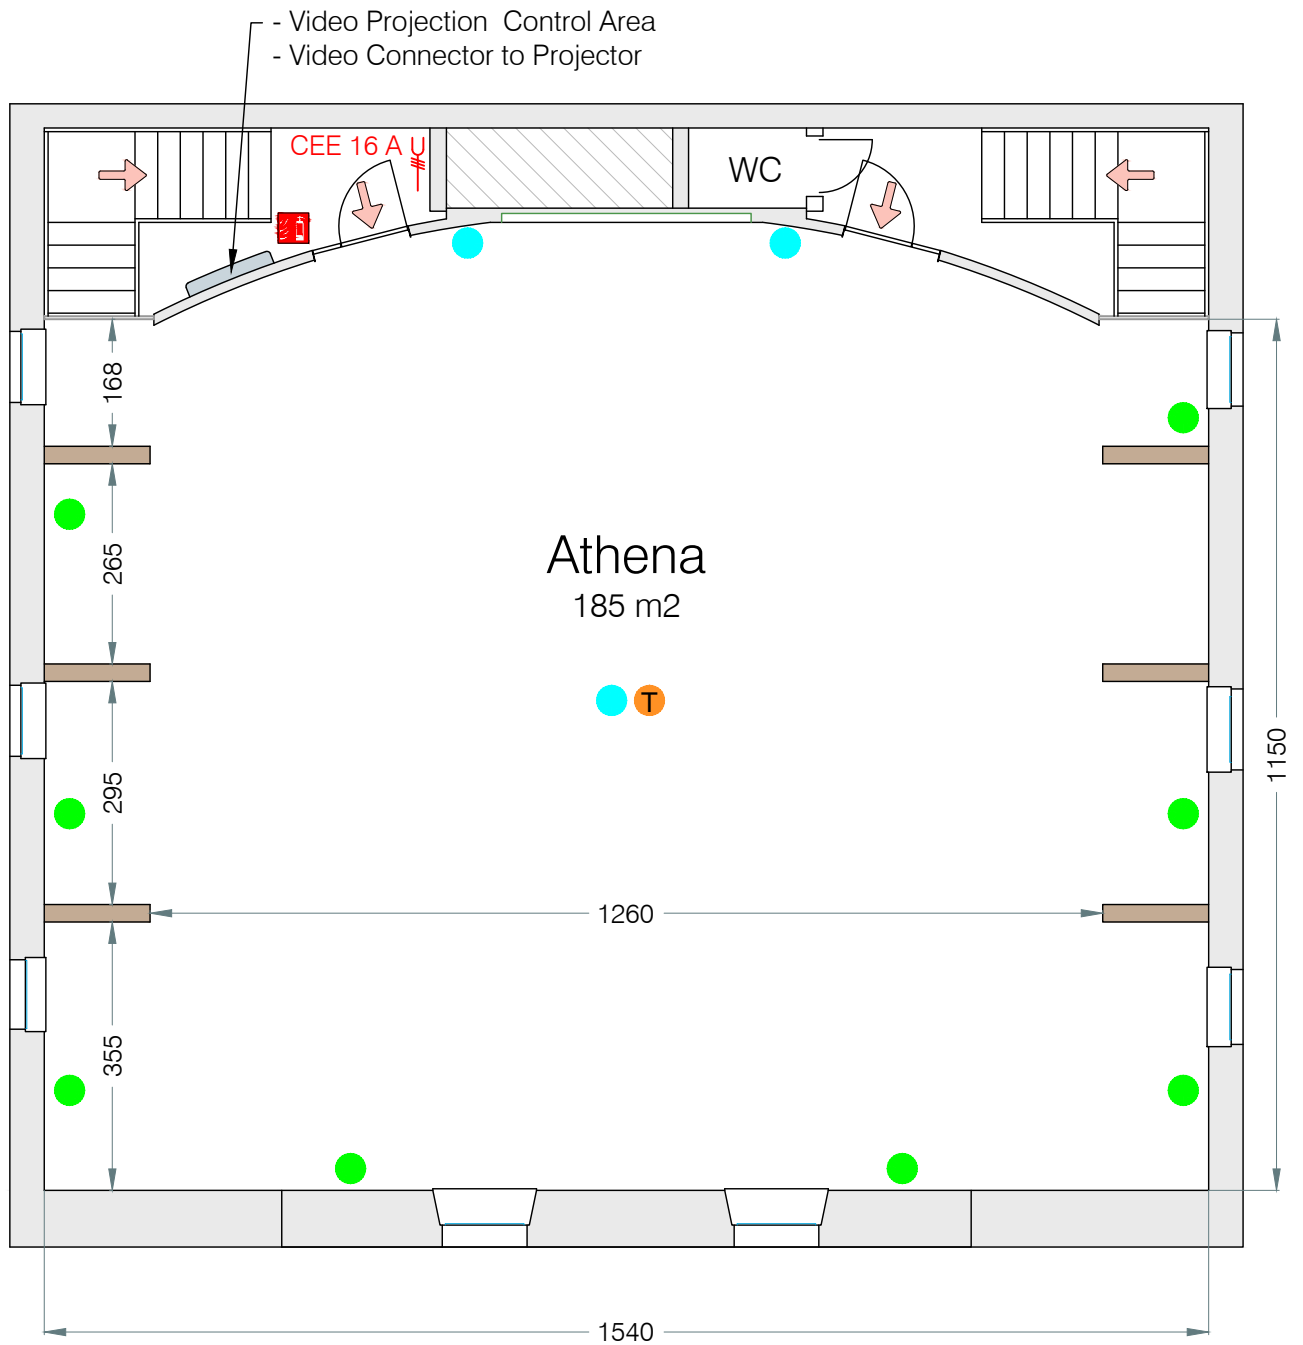 - Video Projection  Control Area
- Video Connector to Projector
CEE 16 A
WC
168
265
Athena
185 m2
T
295
1150
1260
355
1540